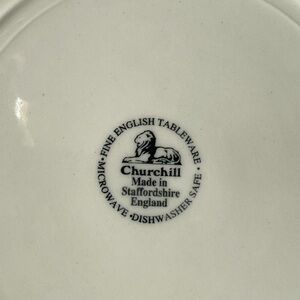 • FINE ENGLISH TABLEWARE •
Churchill
Made in
Staffordshire
England
MICROWAVE • DISHWASHER SAFE